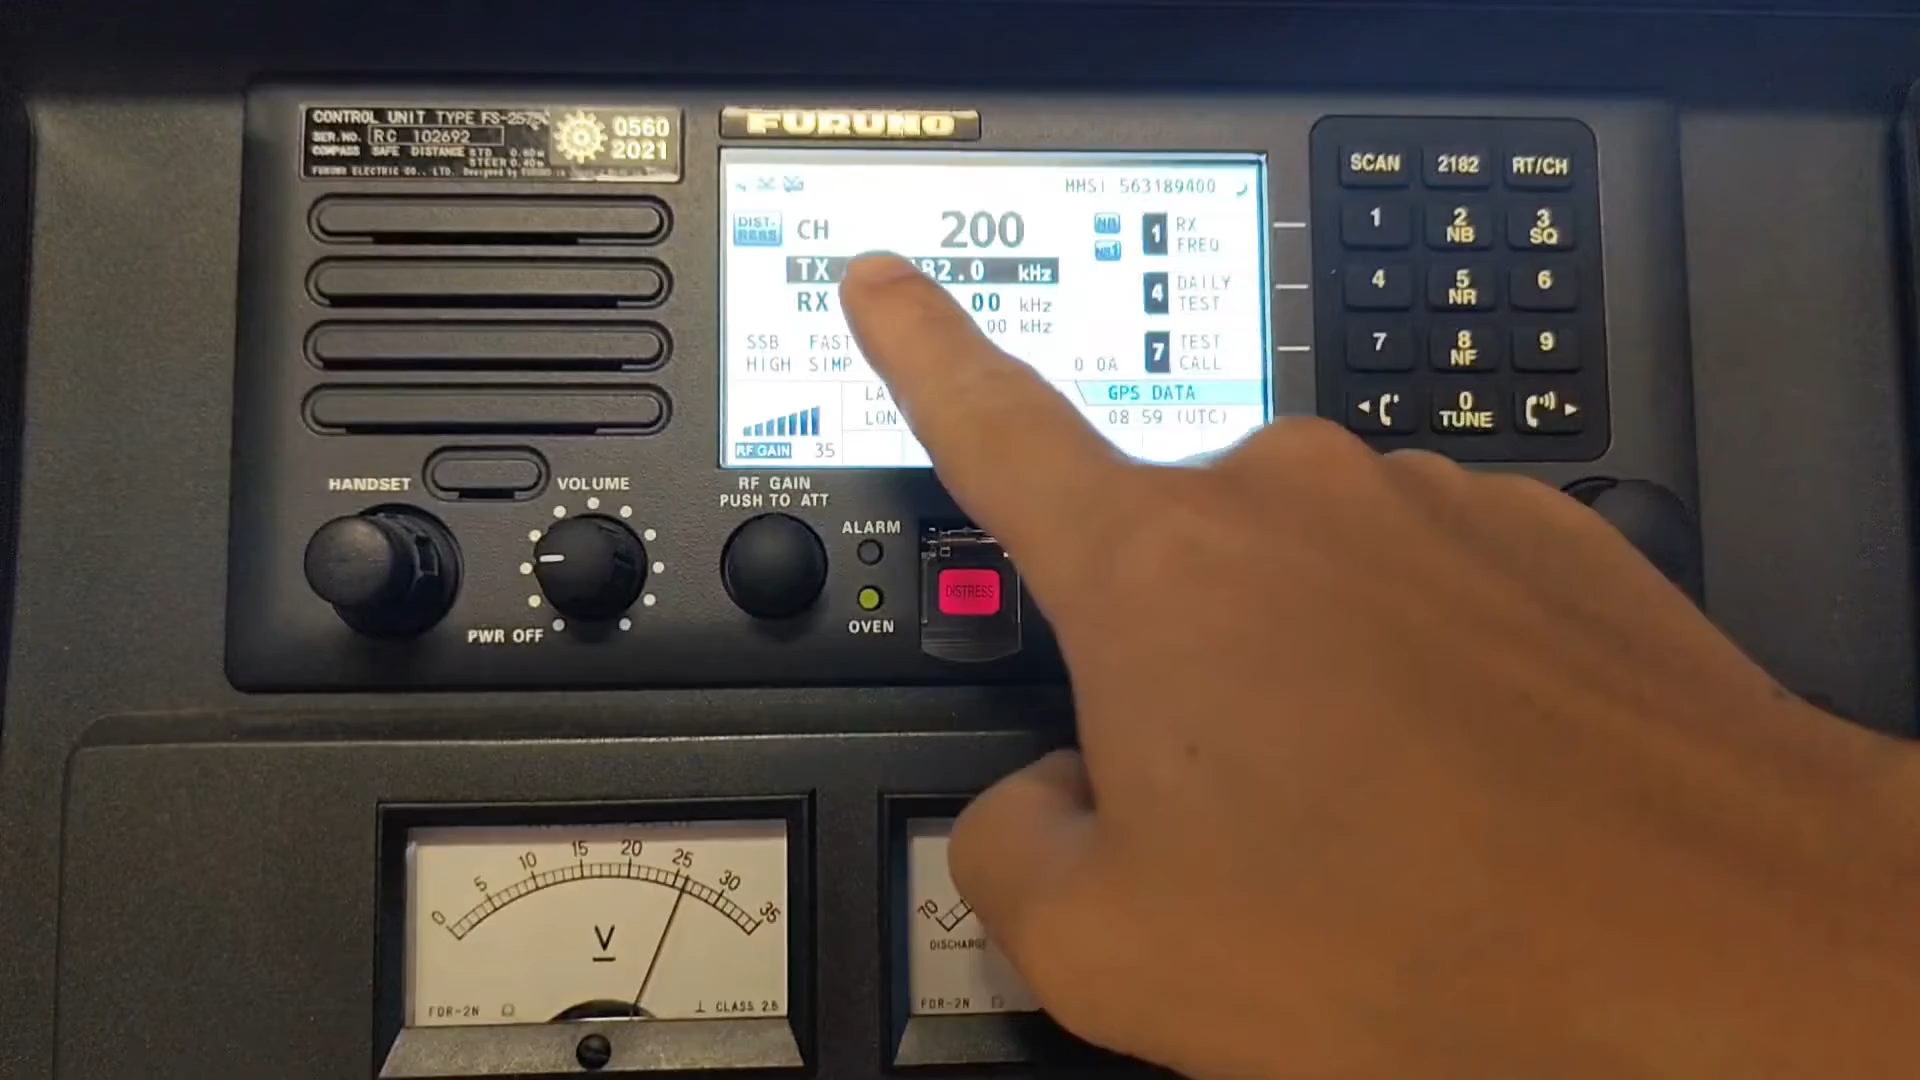 CONTROL UNIT TYPE FS-2575C
SER.NO. RC 102692
COMPASS SAFE DISTANCE STD 0.60m
STEER 0.40m
FURUNO ELECTRIC CO., LTD.
0560
2021
FURUNO
MMSI 563189400
DIST-
RESS
CH 200
NB
TX 82.0 kHz
RX 00 kHz
00 kHz
SSB FAST
HIGH SIMP
0 0A
1 RX
FREQ
4 DAILY
TEST
7 TEST
CALL
GPS DATA
LA
LON
08 59 (UTC)
RF GAIN 35
SCAN 2182 RT/CH
1 2 3
NB SQ
4 5 6
NR
7 8 9
NF
0
TUNE
HANDSET
VOLUME
PWR OFF
RF GAIN
PUSH TO ATT
ALARM
OVEN
DISTRESS
0 5 10 15 20 25 30 35
V
FDR-2N
CLASS 2.5
70
DISCHARGE
FDR-2N